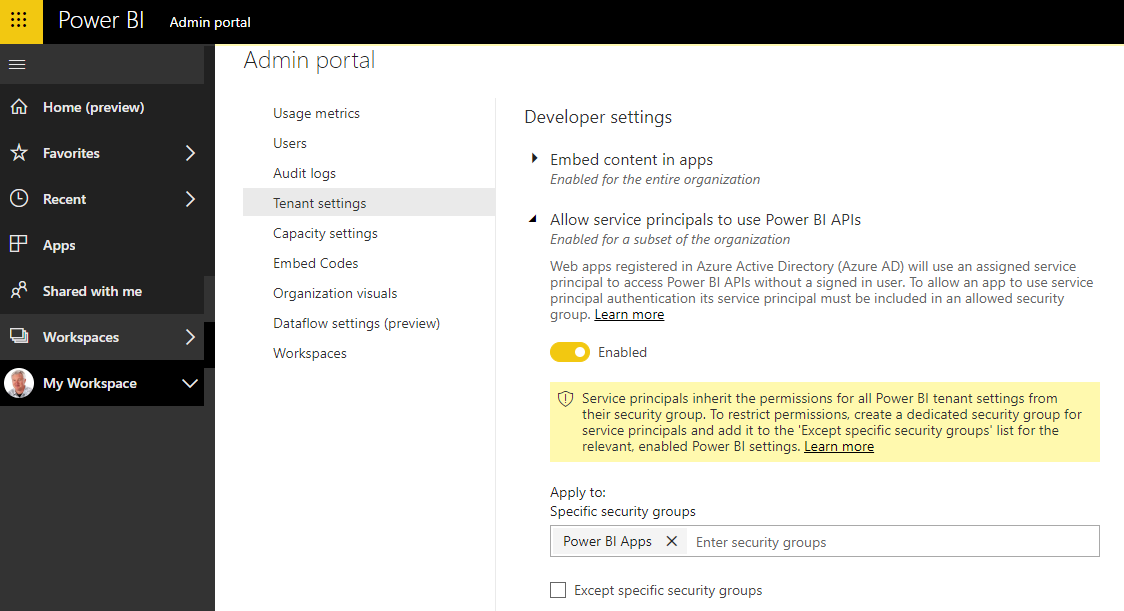 Power BI Admin portal
Home (preview)
Favorites
Recent
Apps
Shared with me
Workspaces
My Workspace
Admin portal
Usage metrics
Users
Audit logs
Tenant settings
Capacity settings
Embed Codes
Organization visuals
Dataflow settings (preview)
Workspaces
Developer settings
Embed content in apps
Enabled for the entire organization
Allow service principals to use Power BI APIs
Enabled for a subset of the organization
Web apps registered in Azure Active Directory (Azure AD) will use an assigned service
principal to access Power BI APIs without a signed in user. To allow an app to use service
principal authentication its service principal must be included in an allowed security
group. Learn more
Enabled
Service principals inherit the permissions for all Power BI tenant settings from
their security group. To restrict permissions, create a dedicated security group for
service principals and add it to the 'Except specific security groups' list for the
relevant, enabled Power BI settings. Learn more
Apply to:
Specific security groups
Power BI Apps Enter security groups
Except specific security groups